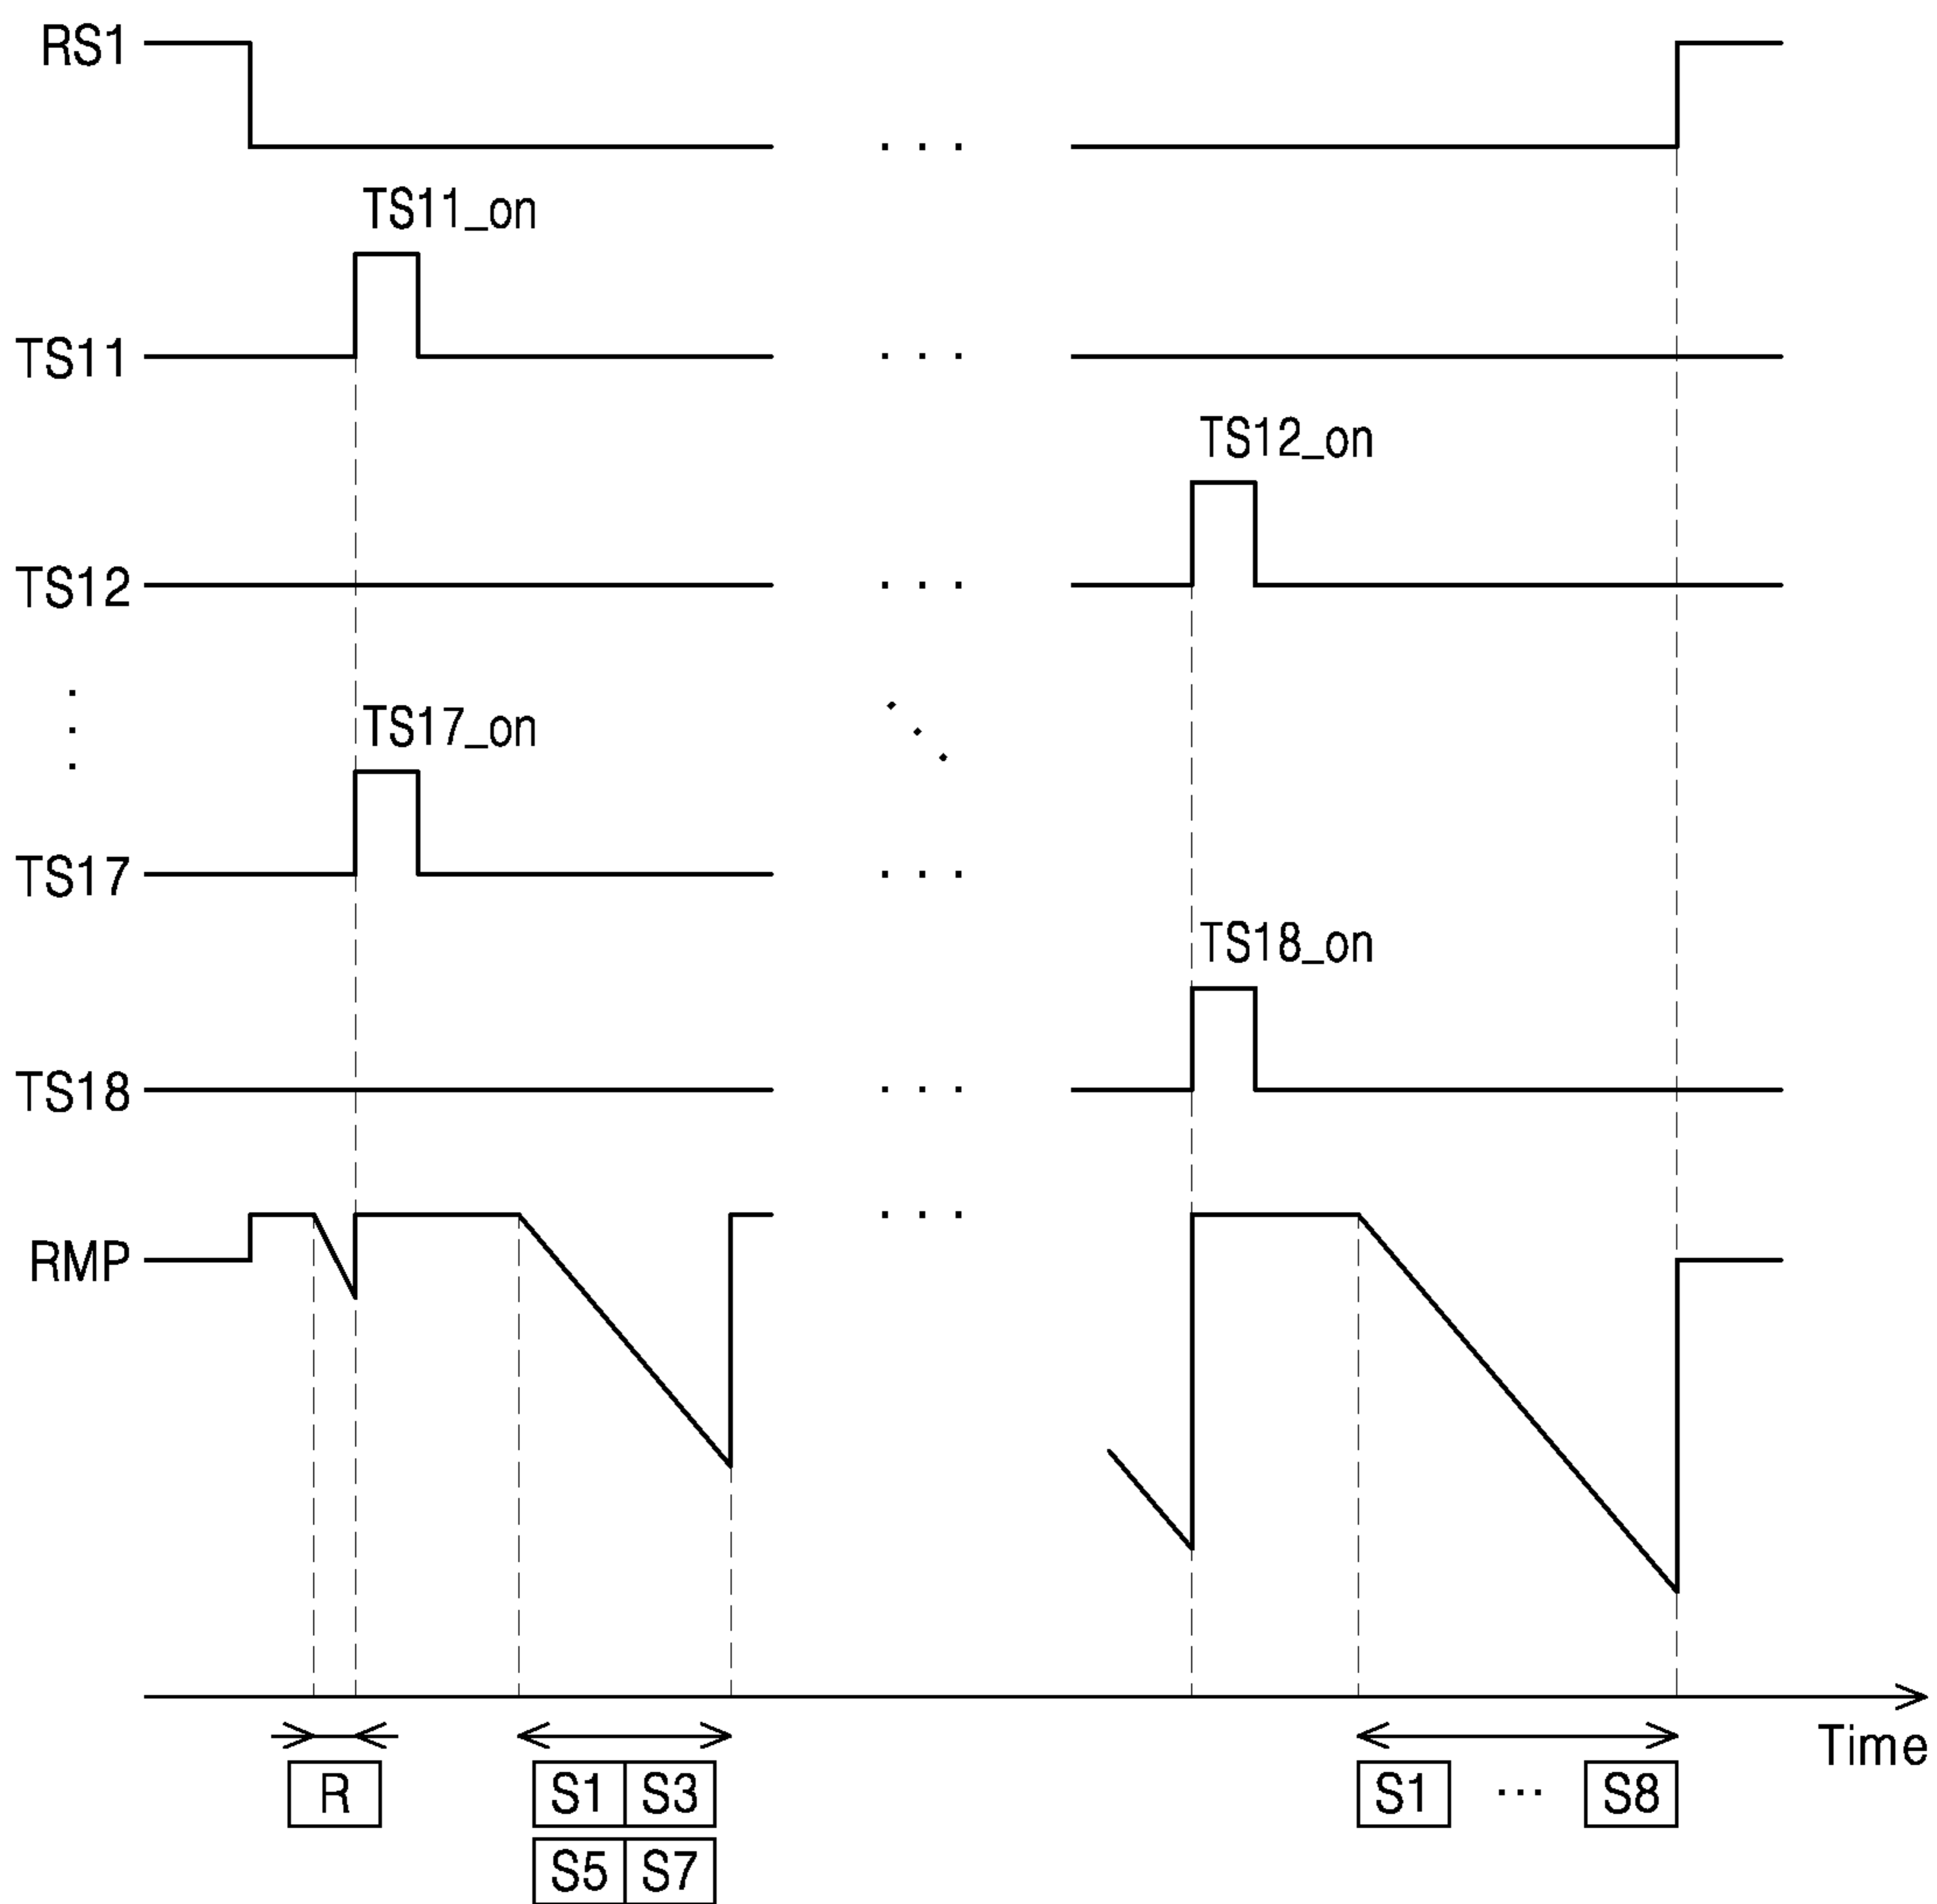 RS1
TS11_on
TS11
TS12_on
TS12
TS17_on
TS17
TS18_on
TS18
RMP
Time
R
S1 S3
S1 ... S8
S5 S7